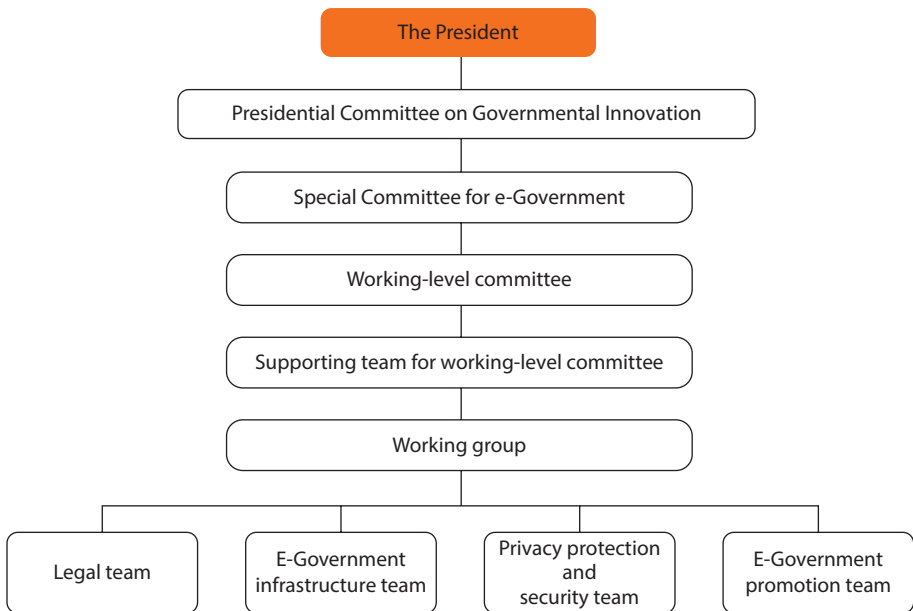 The President
Presidential Committee on Governmental Innovation
Special Committee for e-Government
Working-level committee
Supporting team for working-level committee
Working group
Legal team
E-Government
infrastructure team
Privacy protection
and
security team
E-Government
promotion team